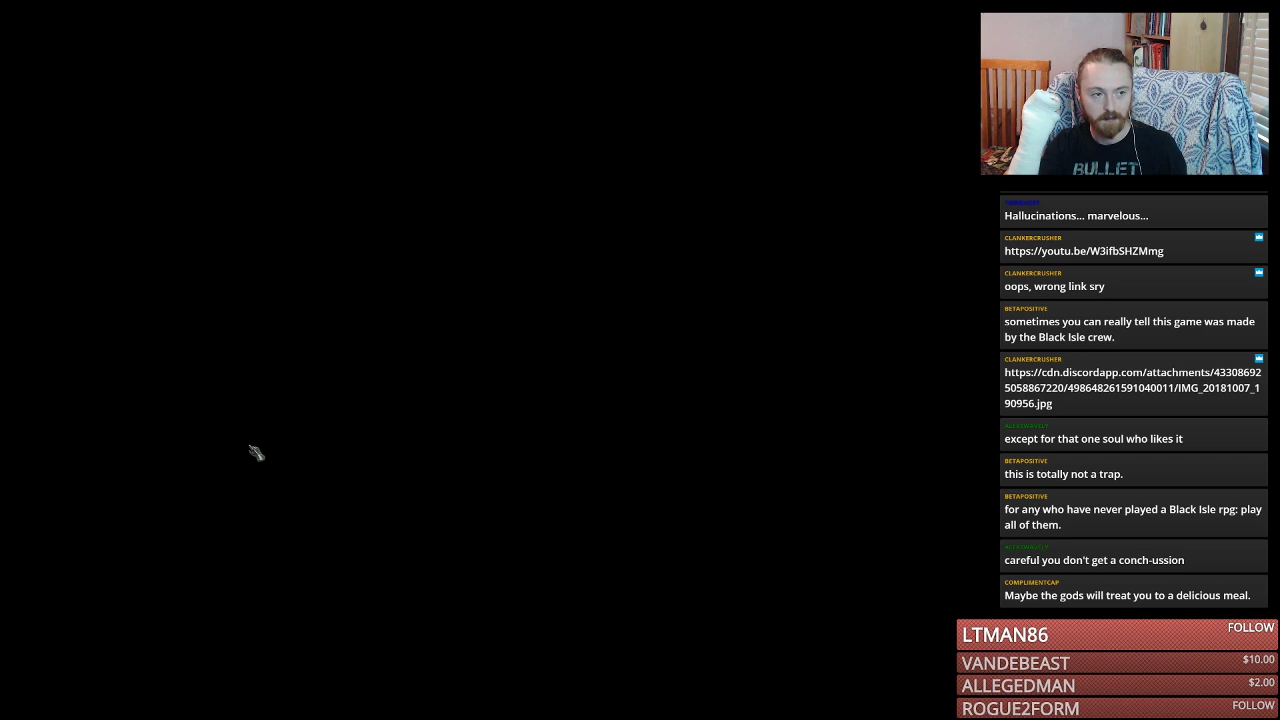 BULLET
Hallucinations... marvelous...
CLANKERCRUSHER
https://youtu.be/W3ifbSHZMmg
CLANKERCRUSHER
oops, wrong link sry
BETAPOSITIVE
sometimes you can really tell this game was made
by the Black Isle crew.
CLANKERCRUSHER
https://cdn.discordapp.com/attachments/43308692
5058867220/498648261591040011/IMG_20181007_1
90956.jpg
except for that one soul who likes it
BETAPOSITIVE
this is totally not a trap.
BETAPOSITIVE
for any who have never played a Black Isle rpg: play
all of them.
careful you don't get a conch-ussion
COMPLIMENTCAP
Maybe the gods will treat you to a delicious meal.
LTMAN86 FOLLOW
VANDEBEAST $10.00
ALLEGEDMAN $2.00
ROGUE2FORM FOLLOW